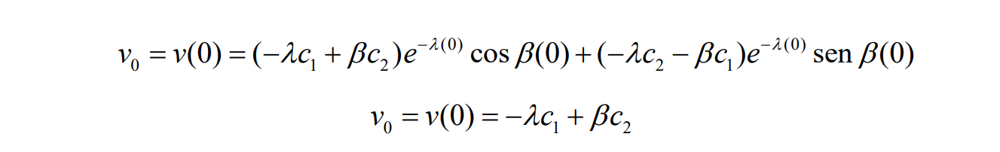 v₀ = v(0) = (−λc₁ + βc₂)e^{−λ(0)} cos β(0) + (−λc₂ − βc₁)e^{−λ(0)} sen β(0)
v₀ = v(0) = −λc₁ + βc₂